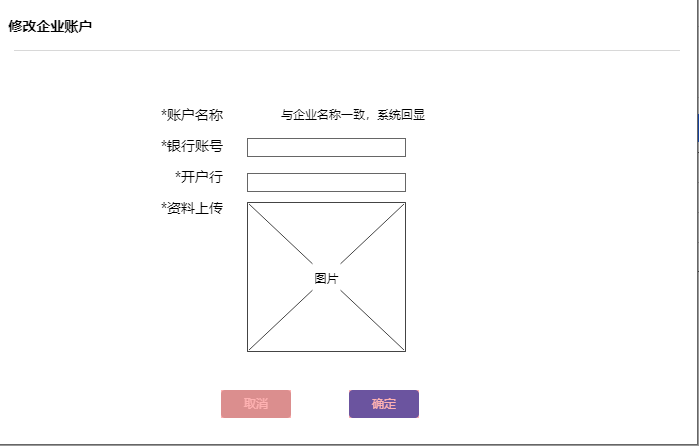 修改企业账户
*账户名称 与企业名称一致，系统回显
*银行账号
*开户行
*资料上传
图片
取消 确定